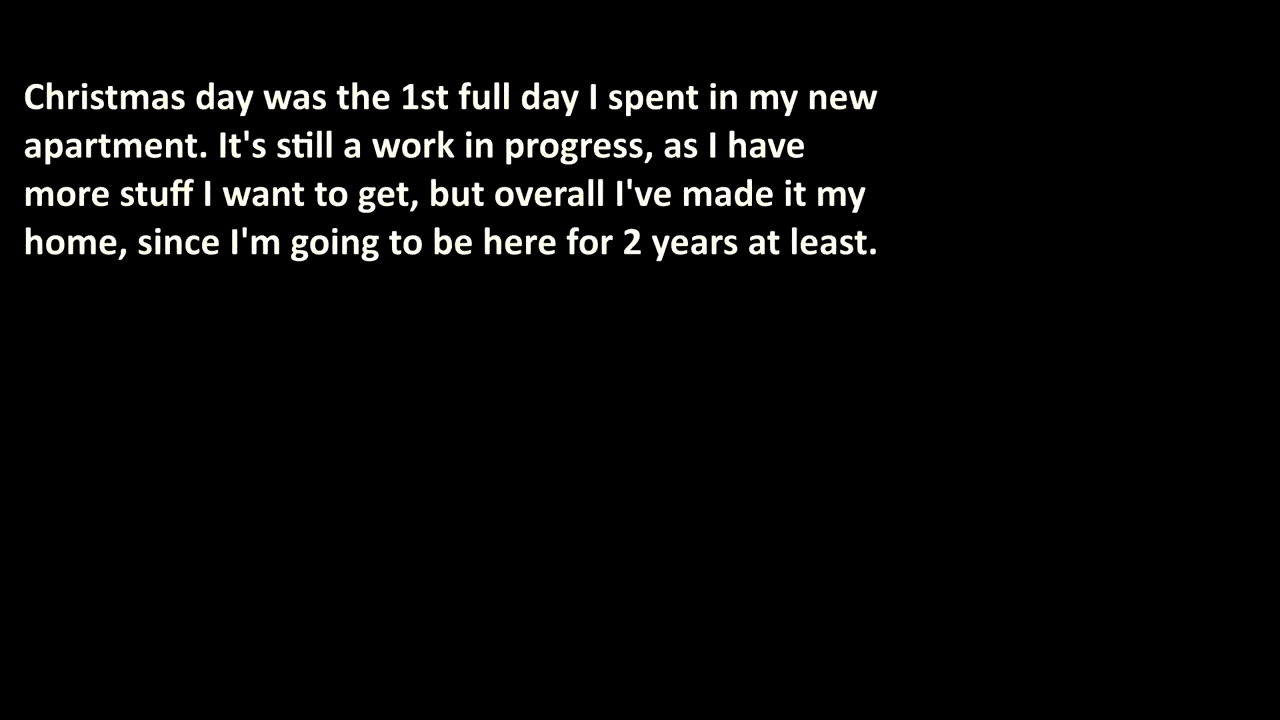 Christmas day was the 1st full day I spent in my new
apartment. It's still a work in progress, as I have
more stuff I want to get, but overall I've made it my
home, since I'm going to be here for 2 years at least.